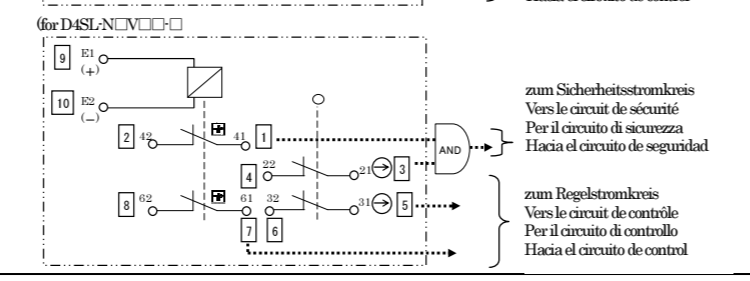 Hacia el circuito de control
(for D4SL-N□V□□-□
9 E1 (+)
10 E2 (−)
2 42 41 1
AND
22 21 3
4
8 62 61 32 31 5
7 6
zum Sicherheitsstromkreis
Vers le circuit de sécurité
Per il circuito di sicurezza
Hacia el circuito de seguridad
zum Regelstromkreis
Vers le circuit de contrôle
Per il circuito di controllo
Hacia el circuito de control